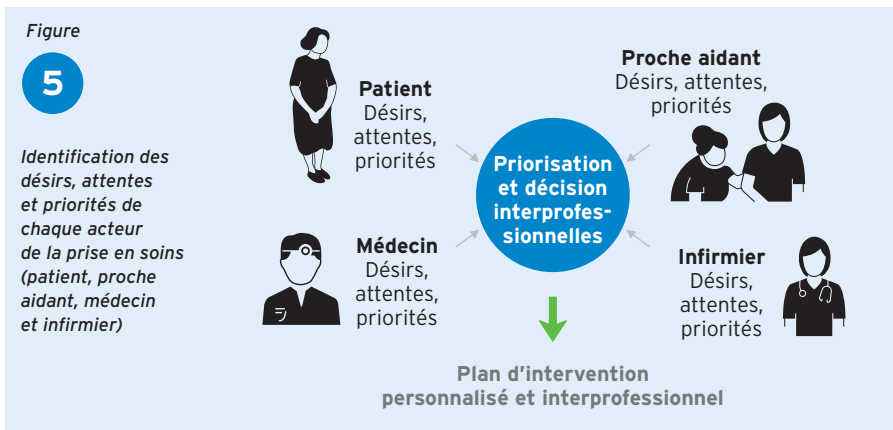 Figure
5
Identification des
désirs, attentes
et priorités de
chaque acteur
de la prise en soins
(patient, proche
aidant, médecin
et infirmier)
Patient
Désirs,
attentes,
priorités
Proche aidant
Désirs, attentes,
priorités
Priorisation
et décision
interprofes-
sionnelles
Médecin
Désirs,
attentes,
priorités
Infirmier
Désirs,
attentes,
priorités
Plan d'intervention
personnalisé et interprofessionnel